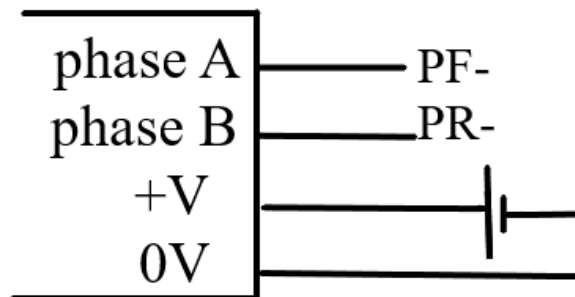 phase A PF-
phase B PR-
+V
0V